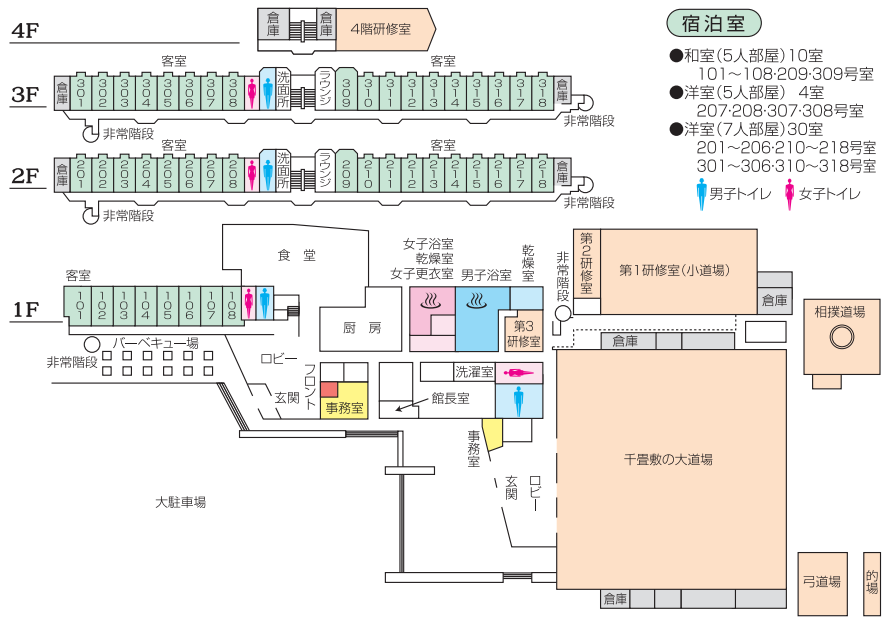 4F
倉庫
倉庫
4階研修室
宿泊室
●和室(5人部屋)10室
101〜108・209・309号室
●洋室(5人部屋) 4室
207・208・307・308号室
●洋室(7人部屋)30室
201〜206・210〜218号室
301〜306・310〜318号室
男子トイレ
女子トイレ
3F
客室
客室
倉庫
301
302
303
304
305
306
307
308
洗面所
ラウンジ
309
310
311
312
313
314
315
316
317
318
倉庫
非常階段
非常階段
2F
客室
客室
倉庫
201
202
203
204
205
206
207
208
洗面所
ラウンジ
209
210
211
212
213
214
215
216
217
218
倉庫
非常階段
非常階段
1F
客室
101
102
103
104
105
106
107
108
食堂
厨房
女子浴室
乾燥室
女子更衣室
男子浴室
乾燥室
第3
研修室
非常階段
第2研修室
第1研修室(小道場)
倉庫
相撲道場
非常階段
バーベキュー場
ロビー
玄関
フロント
事務室
館長室
洗濯室
事務室
玄関
ロビー
倉庫
千畳敷の大道場
倉庫
大駐車場
弓道場
的場